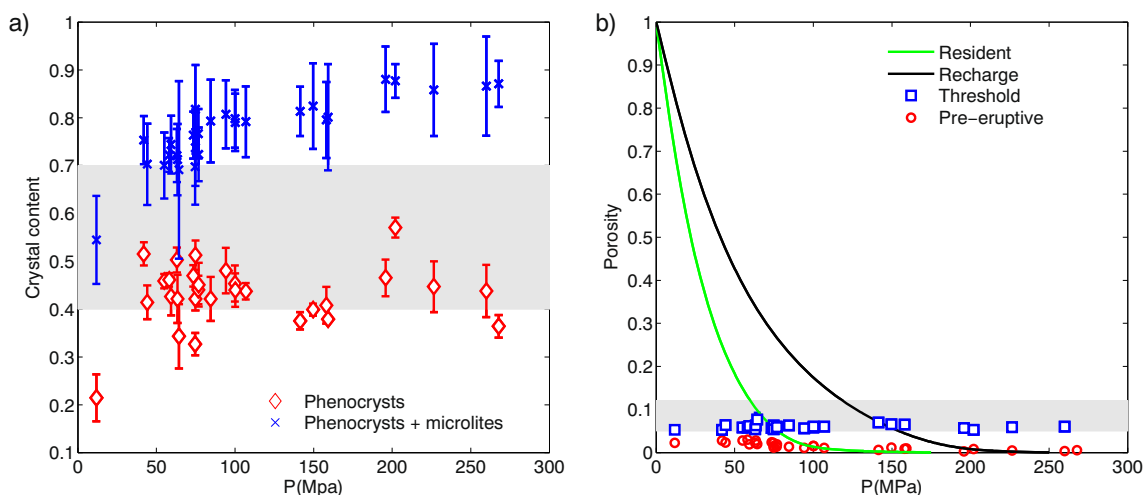 a)
1
0.9
0.8
0.7
0.6
0.5
0.4
0.3
0.2
0.1
Crystal content
0 50 100 150 200 250 300
P(Mpa)
Phenocrysts
Phenocrysts + microlites
b)
1
0.9
0.8
0.7
0.6
0.5
0.4
0.3
0.2
0.1
0
Porosity
0 50 100 150 200 250 300
P(MPa)
Resident
Recharge
Threshold
Pre−eruptive